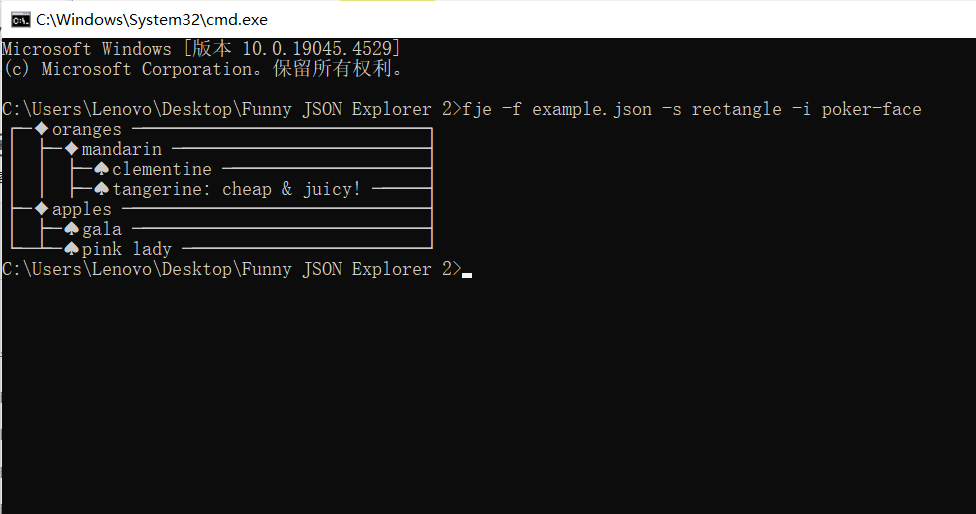 C:\Windows\System32\cmd.exe
Microsoft Windows [版本 10.0.19045.4529]
(c) Microsoft Corporation。保留所有权利。
C:\Users\Lenovo\Desktop\Funny JSON Explorer 2>fje -f example.json -s rectangle -i poker-face
┌─♦oranges ──────────────────────────────┐
│  ├─♦mandarin ──────────────────────────┤
│  │  ├─♠clementine ─────────────────────┤
│  │  ├─♠tangerine: cheap & juicy! ──────┤
├─♦apples ───────────────────────────────┤
│  ├─♠gala ──────────────────────────────┤
└──┴─♠pink lady ─────────────────────────┘
C:\Users\Lenovo\Desktop\Funny JSON Explorer 2>